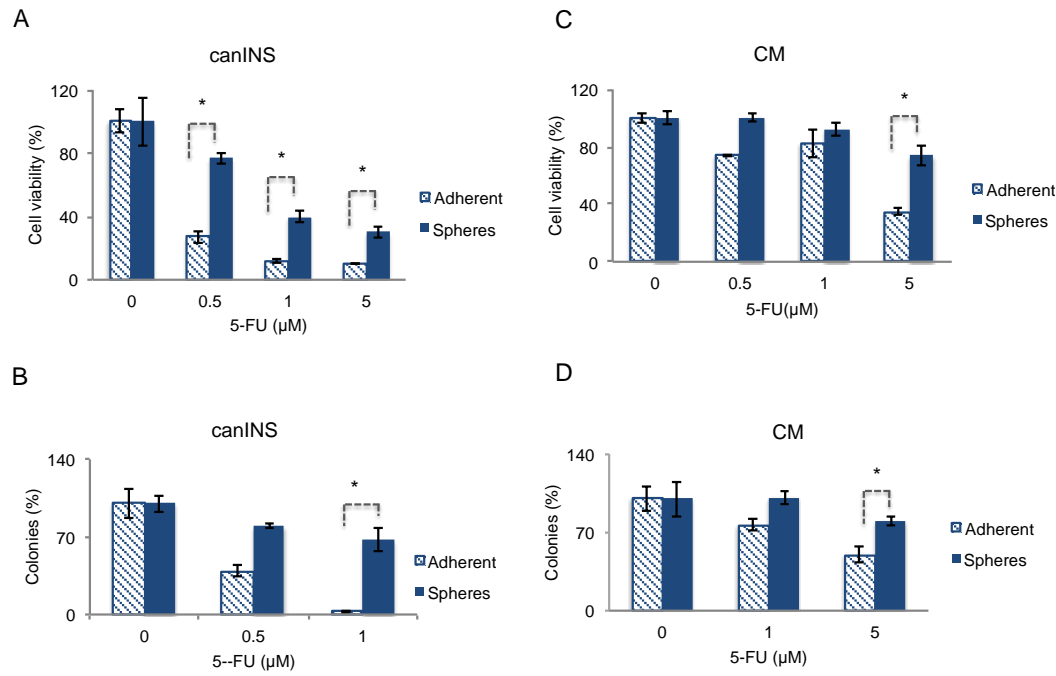 A
canINS
Cell viability (%)
120
80
40
0
*
*
*
0 0.5 1 5
5-FU (µM)
Adherent
Spheres
C
CM
Cell viability (%)
120
80
40
0
*
0 0.5 1 5
5-FU(µM)
Adherent
Spheres
B
canINS
Colonies (%)
140
70
0
*
0 0.5 1
5--FU (µM)
Adherent
Spheres
D
CM
Colonies (%)
140
70
0
*
0 1 5
5-FU (µM)
Adherent
Spheres